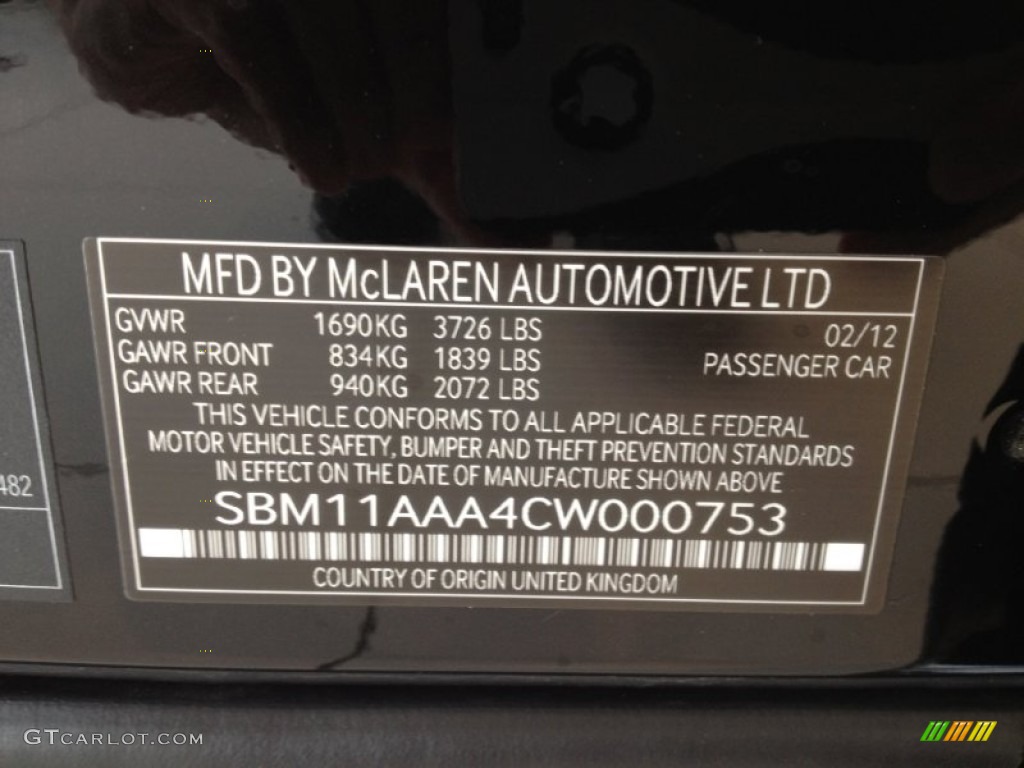 MFD BY McLAREN AUTOMOTIVE LTD
GVWR 1690KG 3726 LBS 02/12
GAWR FRONT 834KG 1839 LBS PASSENGER CAR
GAWR REAR 940KG 2072 LBS
THIS VEHICLE CONFORMS TO ALL APPLICABLE FEDERAL
MOTOR VEHICLE SAFETY, BUMPER AND THEFT PREVENTION STANDARDS
IN EFFECT ON THE DATE OF MANUFACTURE SHOWN ABOVE
482
SBM11AAA4CW000753
COUNTRY OF ORIGIN UNITED KINGDOM
GTCARLOT.COM